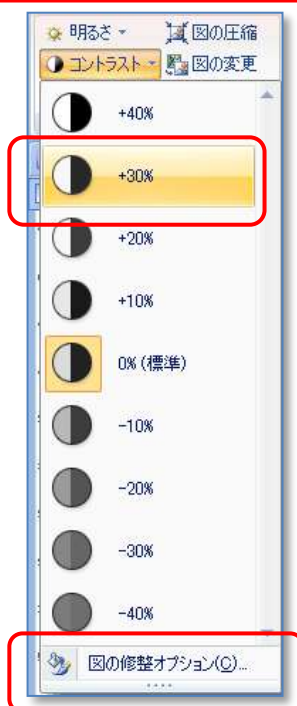 明るさ 図の圧縮
コントラスト 図の変更
+40%
+30%
+20%
+10%
0% (標準)
-10%
-20%
-30%
-40%
図の修整オプション(C)...